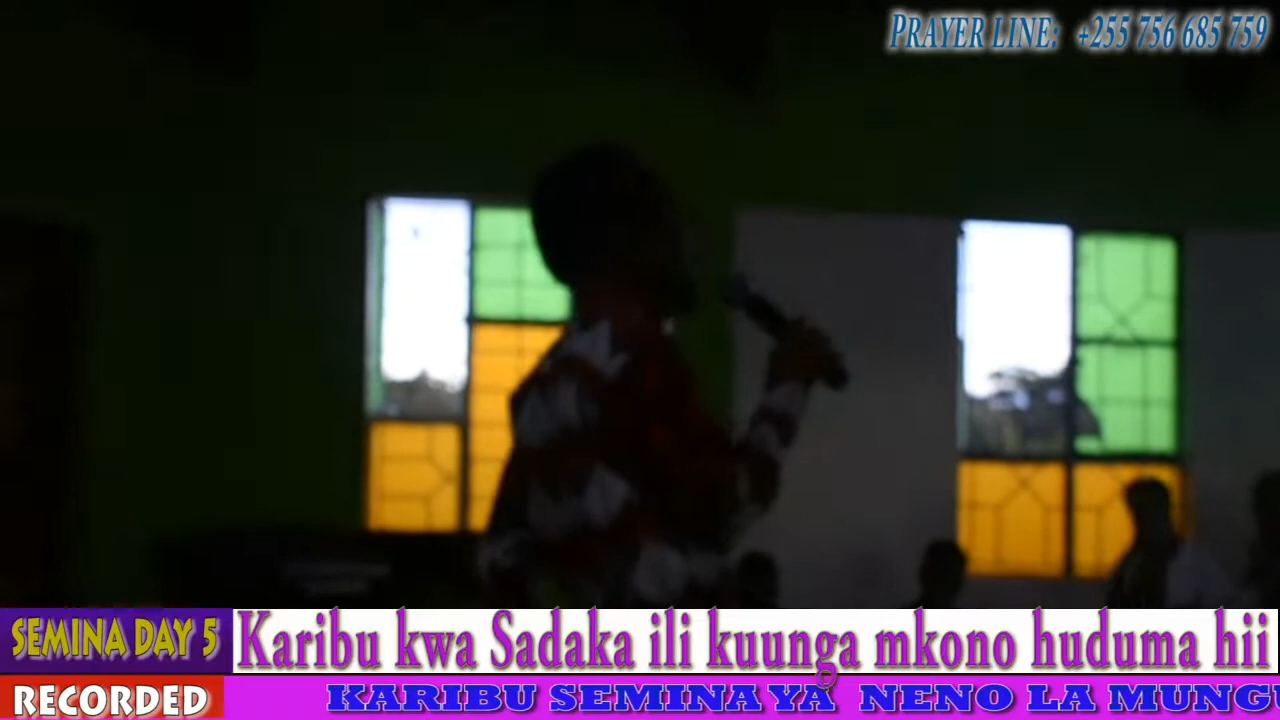 PRAYER LINE: +255 756 685 759
SEMINA DAY 5
Karibu kwa Sadaka ili kuunga mkono huduma hii
RECORDED
KARIBU SEMINA YA NENO LA MUNGU